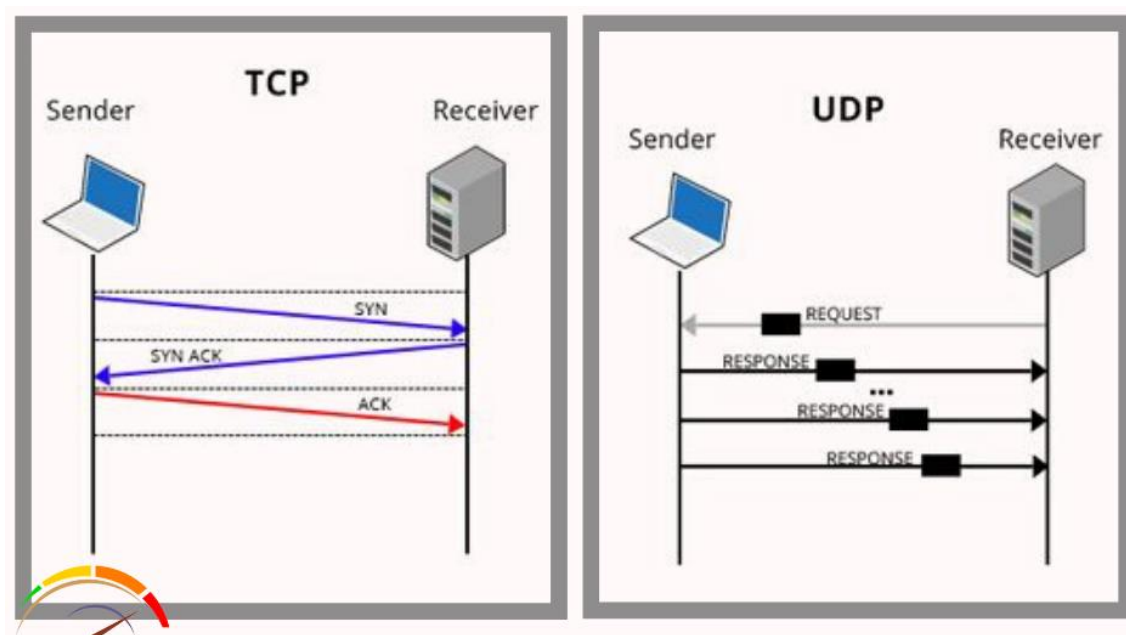 TCP
Sender
Receiver
SYN
SYN ACK
ACK
UDP
Sender
Receiver
REQUEST
RESPONSE
...
RESPONSE
RESPONSE